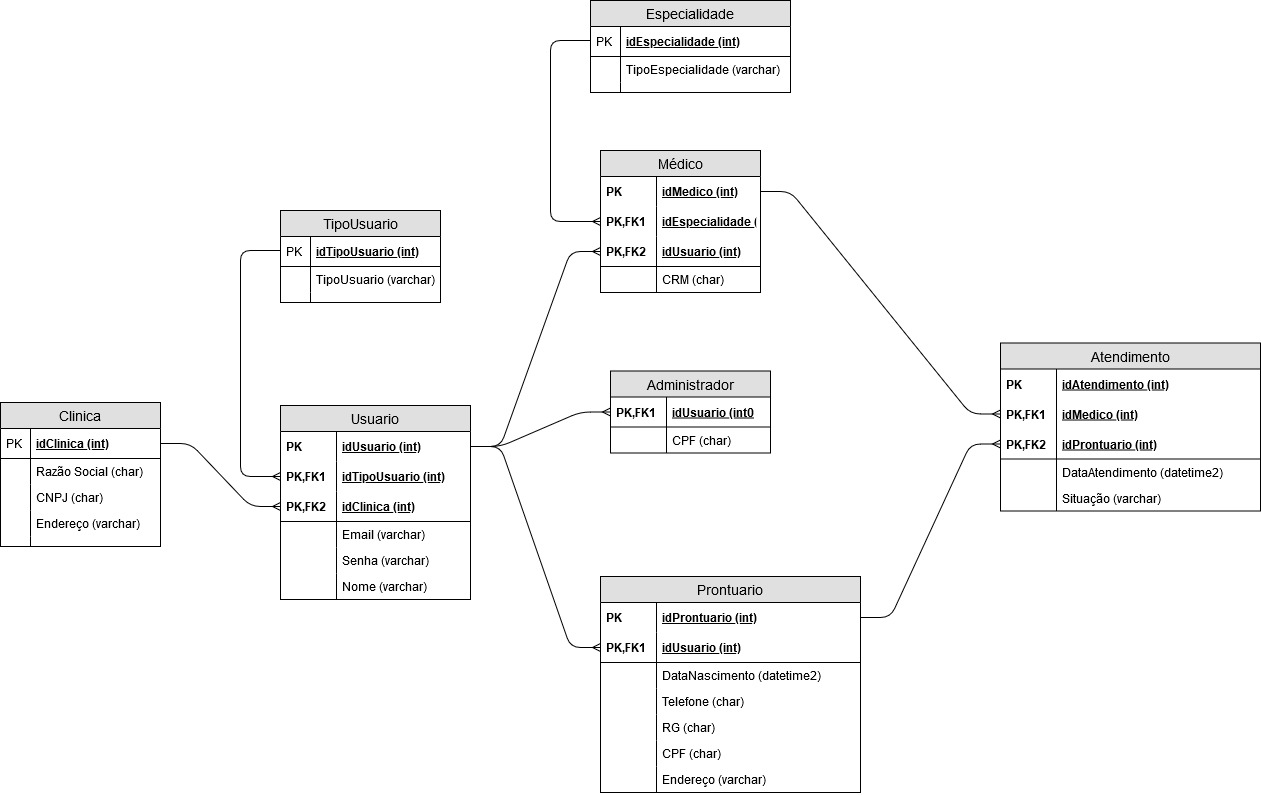 Especialidade
PK idEspecialidade (int)
TipoEspecialidade (varchar)
Médico
PK idMedico (int)
PK,FK1 idEspecialidade (
PK,FK2 idUsuario (int)
CRM (char)
TipoUsuario
PK idTipoUsuario (int)
TipoUsuario (varchar)
Clinica
PK idClinica (int)
Razão Social (char)
CNPJ (char)
Endereço (varchar)
Usuario
PK idUsuario (int)
PK,FK1 idTipoUsuario (int)
PK,FK2 idClinica (int)
Email (varchar)
Senha (varchar)
Nome (varchar)
Administrador
PK,FK1 idUsuario (int0
CPF (char)
Atendimento
PK idAtendimento (int)
PK,FK1 idMedico (int)
PK,FK2 idProntuario (int)
DataAtendimento (datetime2)
Situação (varchar)
Prontuario
PK idProntuario (int)
PK,FK1 idUsuario (int)
DataNascimento (datetime2)
Telefone (char)
RG (char)
CPF (char)
Endereço (varchar)